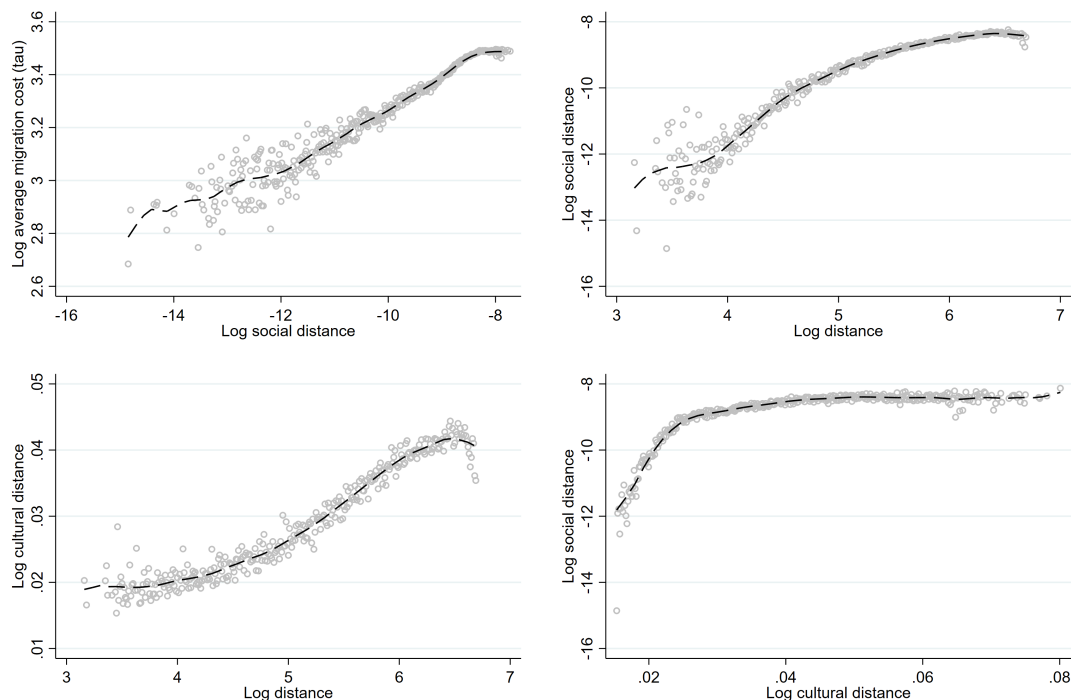 Log average migration cost (tau)
3.6
3.4
3.2
3
2.8
2.6
-16 -14 -12 -10 -8
Log social distance
Log social distance
-8
-10
-12
-14
-16
3 4 5 6 7
Log distance
Log cultural distance
.05
.04
.03
.02
.01
3 4 5 6 7
Log distance
Log social distance
-8
-10
-12
-14
-16
.02 .04 .06 .08
Log cultural distance